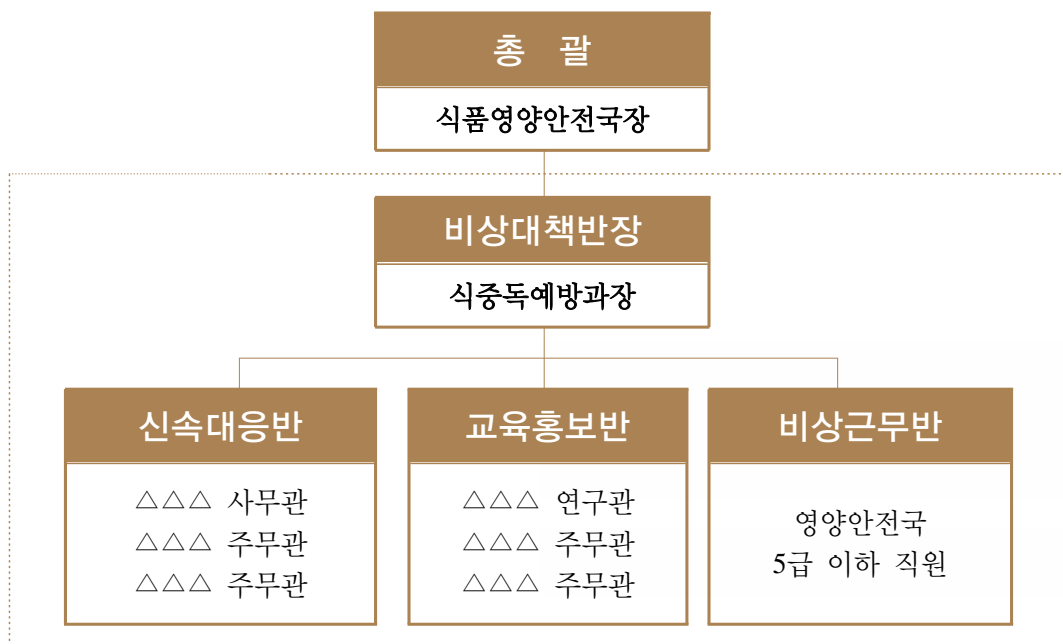 총 괄
식품영양안전국장
비상대책반장
식중독예방과장
신속대응반
△△△ 사무관
△△△ 주무관
△△△ 주무관
교육홍보반
△△△ 연구관
△△△ 주무관
△△△ 주무관
비상근무반
영양안전국
5급 이하 직원